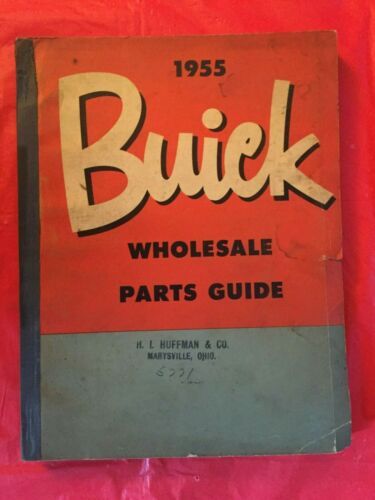 1955
Buick
WHOLESALE
PARTS GUIDE
H. I. HUFFMAN & CO.
MARYSVILLE, OHIO.